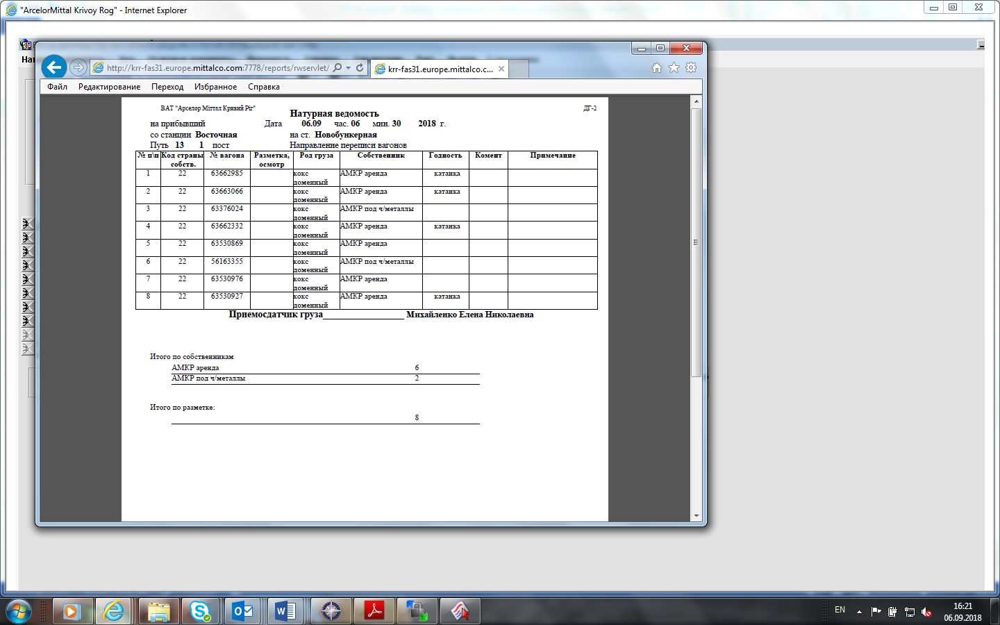 "ArcelorMittal Krivoy Rog" - Internet Explorer
http://krr-fas31.europe.mittalco.com:7778/reports/rwservlet/
krr-fas31.europe.mittalco.c...
Файл Редактирование Переход Избранное Справка
ВАТ "Арселор Міттал Кривий Ріг" ДГ-2
Натурная ведомость
на прибывший Дата 06.09 час. 06 мин. 30 2018 г.
со станции Восточная на ст. Новобункерная
Путь 13 1 пост Направление переписи вагонов
№ п\п Код страны собств. № вагона Разметка, осмотр Род груза Собственник Годность Комент Примечание
1 22 63662985 кокс доменный АМКР аренда катанка
2 22 63663066 кокс доменный АМКР аренда катанка
3 22 63376024 кокс доменный АМКР под ч/металлы
4 22 63662332 кокс доменный АМКР аренда катанка
5 22 63530869 кокс доменный АМКР аренда
6 22 56163355 кокс доменный АМКР под ч/металлы
7 22 63530976 кокс доменный АМКР аренда
8 22 63530927 кокс доменный АМКР аренда катанка
Приемосдатчик груза_________________ Михайленко Елена Николаевна
Итого по собственникам:
АМКР аренда 6
АМКР под ч/металлы 2
Итого по разметке:
8
EN
16:21
06.09.2018